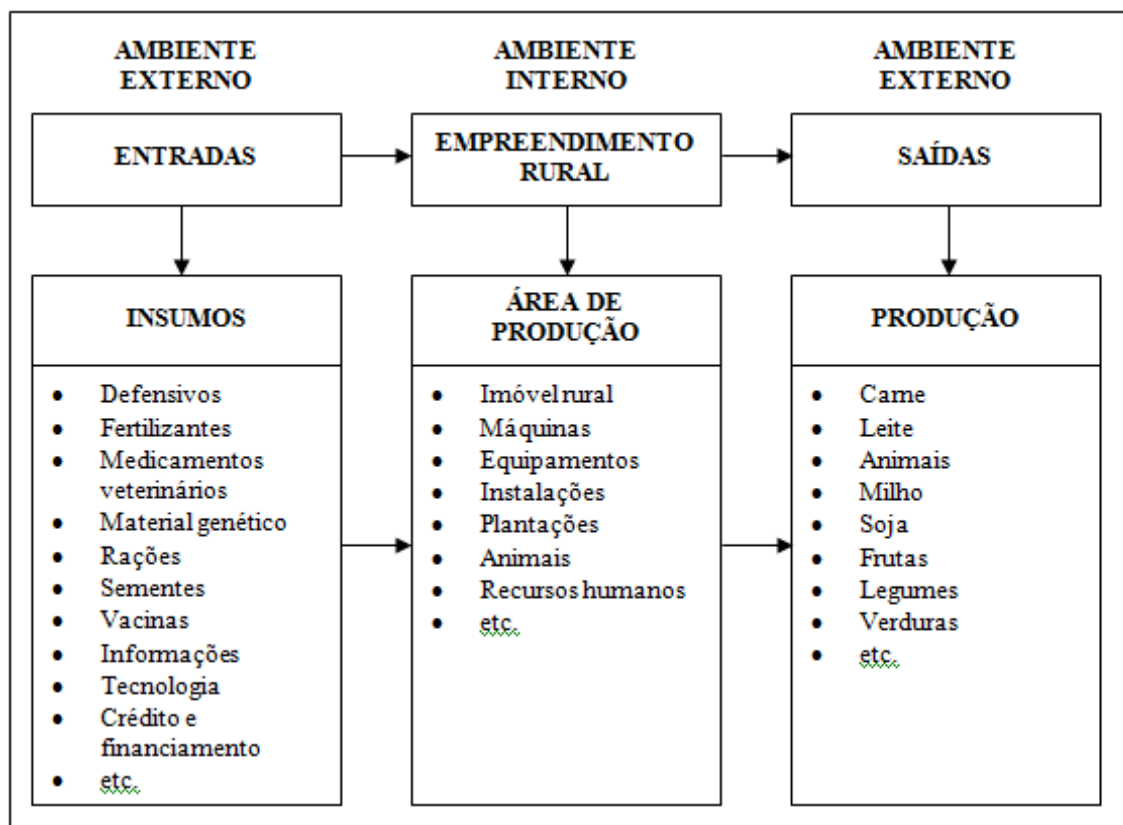 AMBIENTE
EXTERNO
AMBIENTE
INTERNO
AMBIENTE
EXTERNO
ENTRADAS
EMPREENDIMENTO
RURAL
SAÍDAS
INSUMOS
• Defensivos
• Fertilizantes
• Medicamentos
veterinários
• Material genético
• Rações
• Sementes
• Vacinas
• Informações
• Tecnologia
• Crédito e
financiamento
• etc.
ÁREA DE
PRODUÇÃO
• Imóvel rural
• Máquinas
• Equipamentos
• Instalações
• Plantações
• Animais
• Recursos humanos
• etc.
PRODUÇÃO
• Carne
• Leite
• Animais
• Milho
• Soja
• Frutas
• Legumes
• Verduras
• etc.